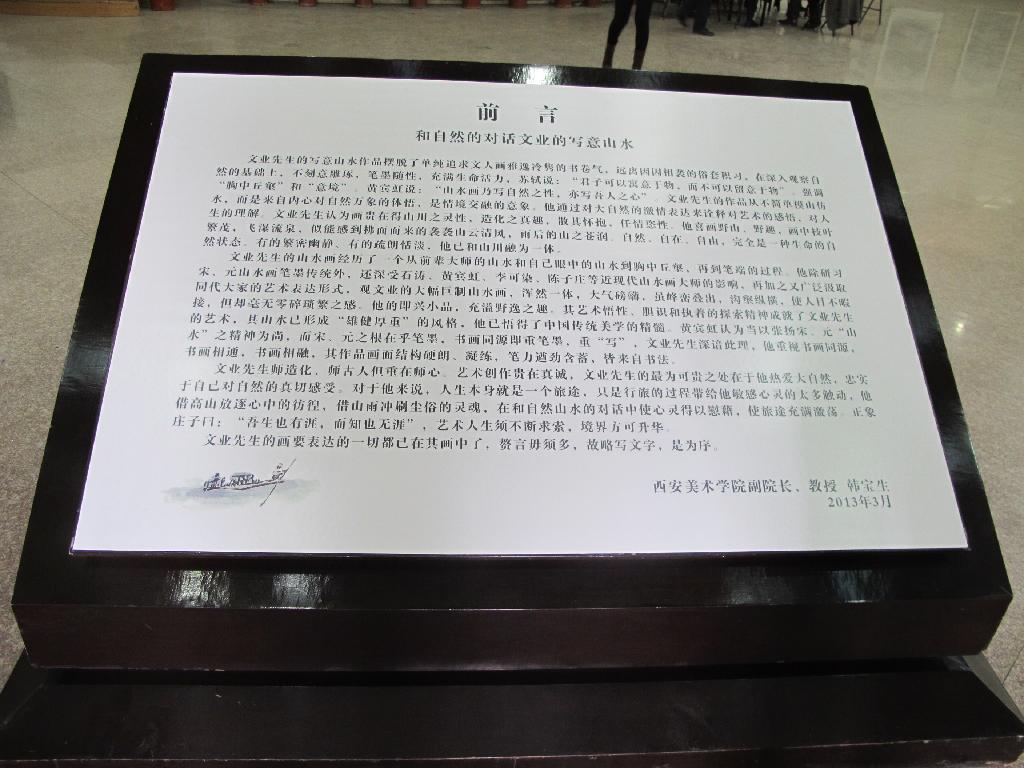 前 言
和自然的对话文业的写意山水
文业先生的写意山水作品摆脱了单纯追求文人画雅逸冷隽的书卷气，远离因因相袭的俗套积习，在深入观察自
然的基础上，不刻意雕琢，笔墨随性，充满生命活力，苏轼说：“君子可以寓意于物，而不可以留意于物”。强调
“胸中丘壑”和“意境”。黄宾虹说：“山水画乃写自然之性，亦写吾人之心”。文业先生的作品从不简单模山仿
水，而是来自内心对自然万象的体悟，是情境交融的意象。他通过对大自然的激情表达来诠释对艺术的感悟，对人
生的理解。文业先生认为画贵在得山川之灵性，造化之真趣，散其怀抱，任情恣性。他喜画野山、野趣，画中枝叶
繁茂，飞瀑流泉，似能感到拂面而来的袭袭山云清风，雨后的山之苍润。自然、自在、自由，完全是一种生命的自
然状态。有的繁密幽静、有的疏朗恬淡，他已和山川融为一体。
文业先生的山水画经历了一个从前辈大师的山水和自己眼中的山水到胸中丘壑，再到笔端的过程。他除研习
宋、元山水画笔墨传统外，还深受石涛、黄宾虹、李可染、陈子庄等近现代山水画大师的影响，再加之又广泛汲取
同代大家的艺术表达形式，观文业的大幅巨制山水画，浑然一体，大气磅礴，虽峰峦叠出，沟壑纵横，使人目不暇
接，但却毫无零碎琐繁之感。他的即兴小品，充溢野逸之趣。其艺术悟性、胆识和执着的探索精神成就了文业先生
的艺术，其山水已形成“雄健厚重”的风格，他已悟得了中国传统美学的精髓。黄宾虹认为当以张扬宋、元“山
水”之精神为尚，而宋、元之根在乎笔墨，书画同源即重笔墨，重“写”，文业先生深谙此理，他重视书画同源，
书画相通，书画相融，其作品画面结构硬朗、凝练，笔力遒劲含蓄，皆来自书法。
文业先生师造化、师古人但重在师心。艺术创作贵在真诚，文业先生的最为可贵之处在于他热爱大自然，忠实
于自己对自然的真切感受。对于他来说，人生本身就是一个旅途，只是行旅的过程带给他敏感心灵的太多触动，他
借高山放逐心中的彷徨，借山雨冲刷尘俗的灵魂，在和自然山水的对话中使心灵得以慰藉，使旅途充满激荡。正象
庄子曰：“吾生也有涯，而知也无涯”，艺术人生须不断求索，境界方可升华。
文业先生的画要表达的一切都已在其画中了，赘言毋须多，故略写文字，是为序。
西安美术学院副院长、教授 韩宝生
2013年3月